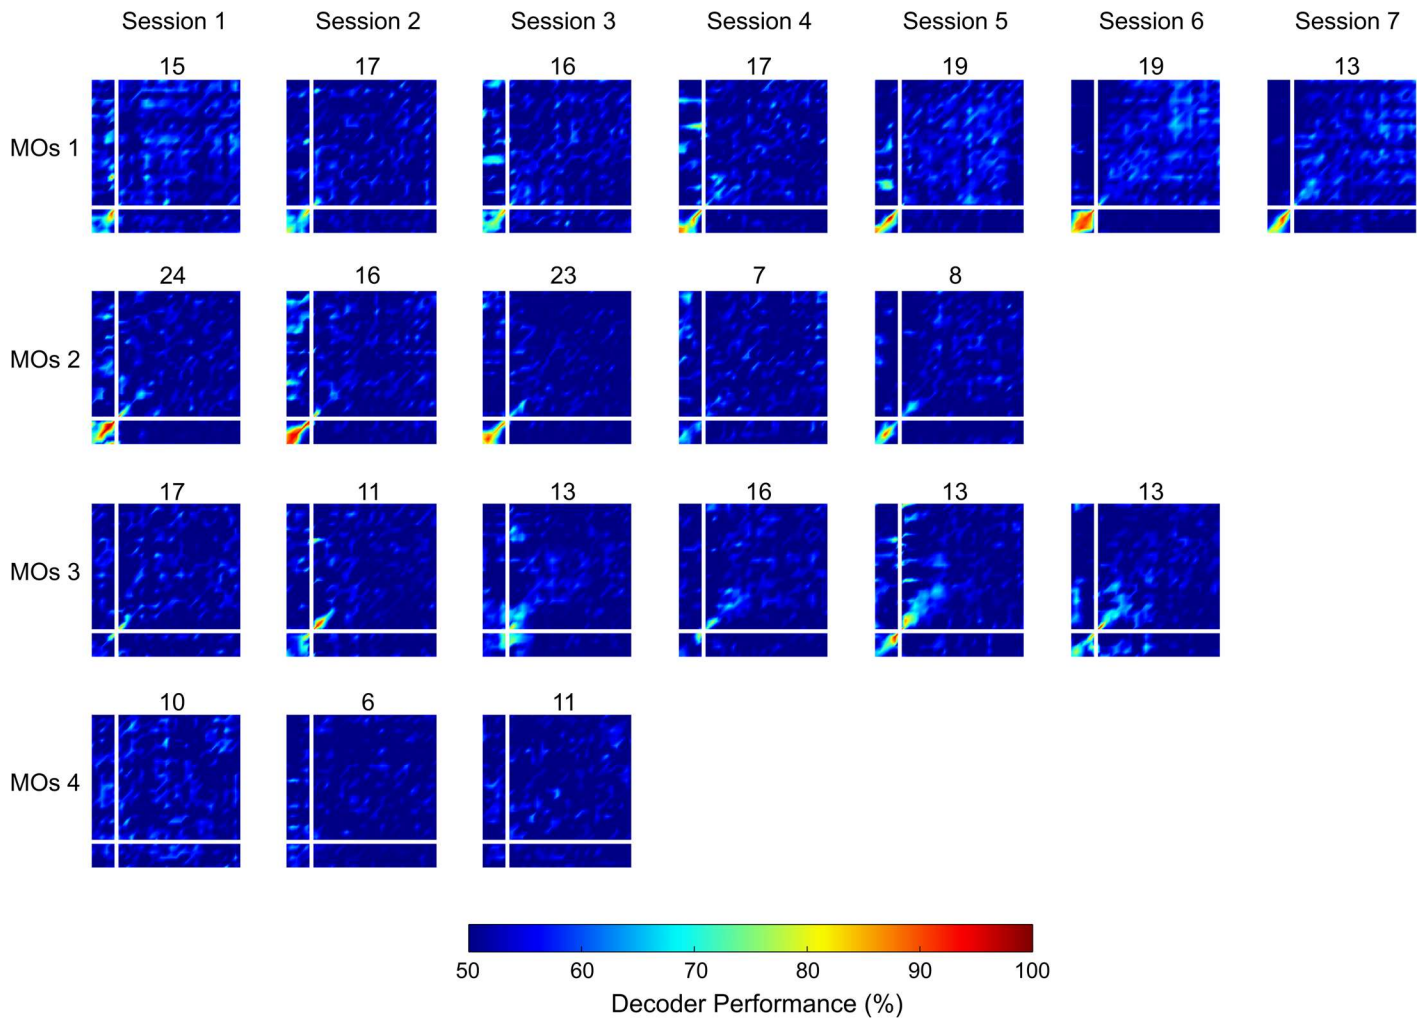 Session 1 Session 2 Session 3 Session 4 Session 5 Session 6 Session 7
15 17 16 17 19 19 13
MOs 1
24 16 23 7 8
MOs 2
17 11 13 16 13 13
MOs 3
10 6 11
MOs 4
50 60 70 80 90 100
Decoder Performance (%)